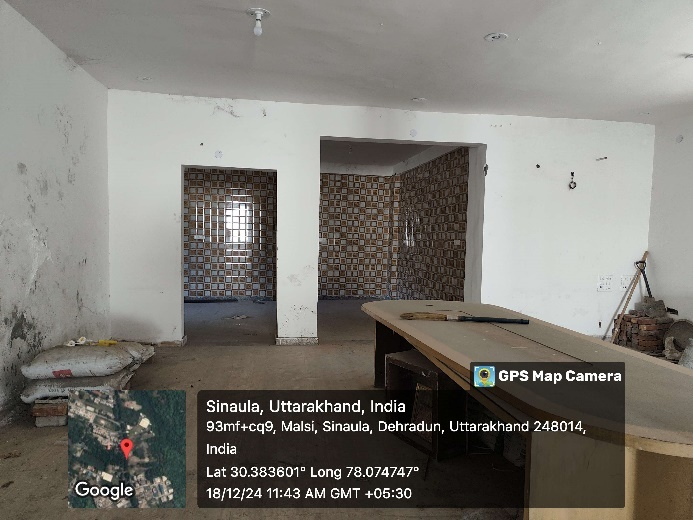 GPS Map Camera
Sinaula, Uttarakhand, India
93mf+cq9, Malsi, Sinaula, Dehradun, Uttarakhand 248014,
India
Lat 30.383601° Long 78.074747°
18/12/24 11:43 AM GMT +05:30
Google